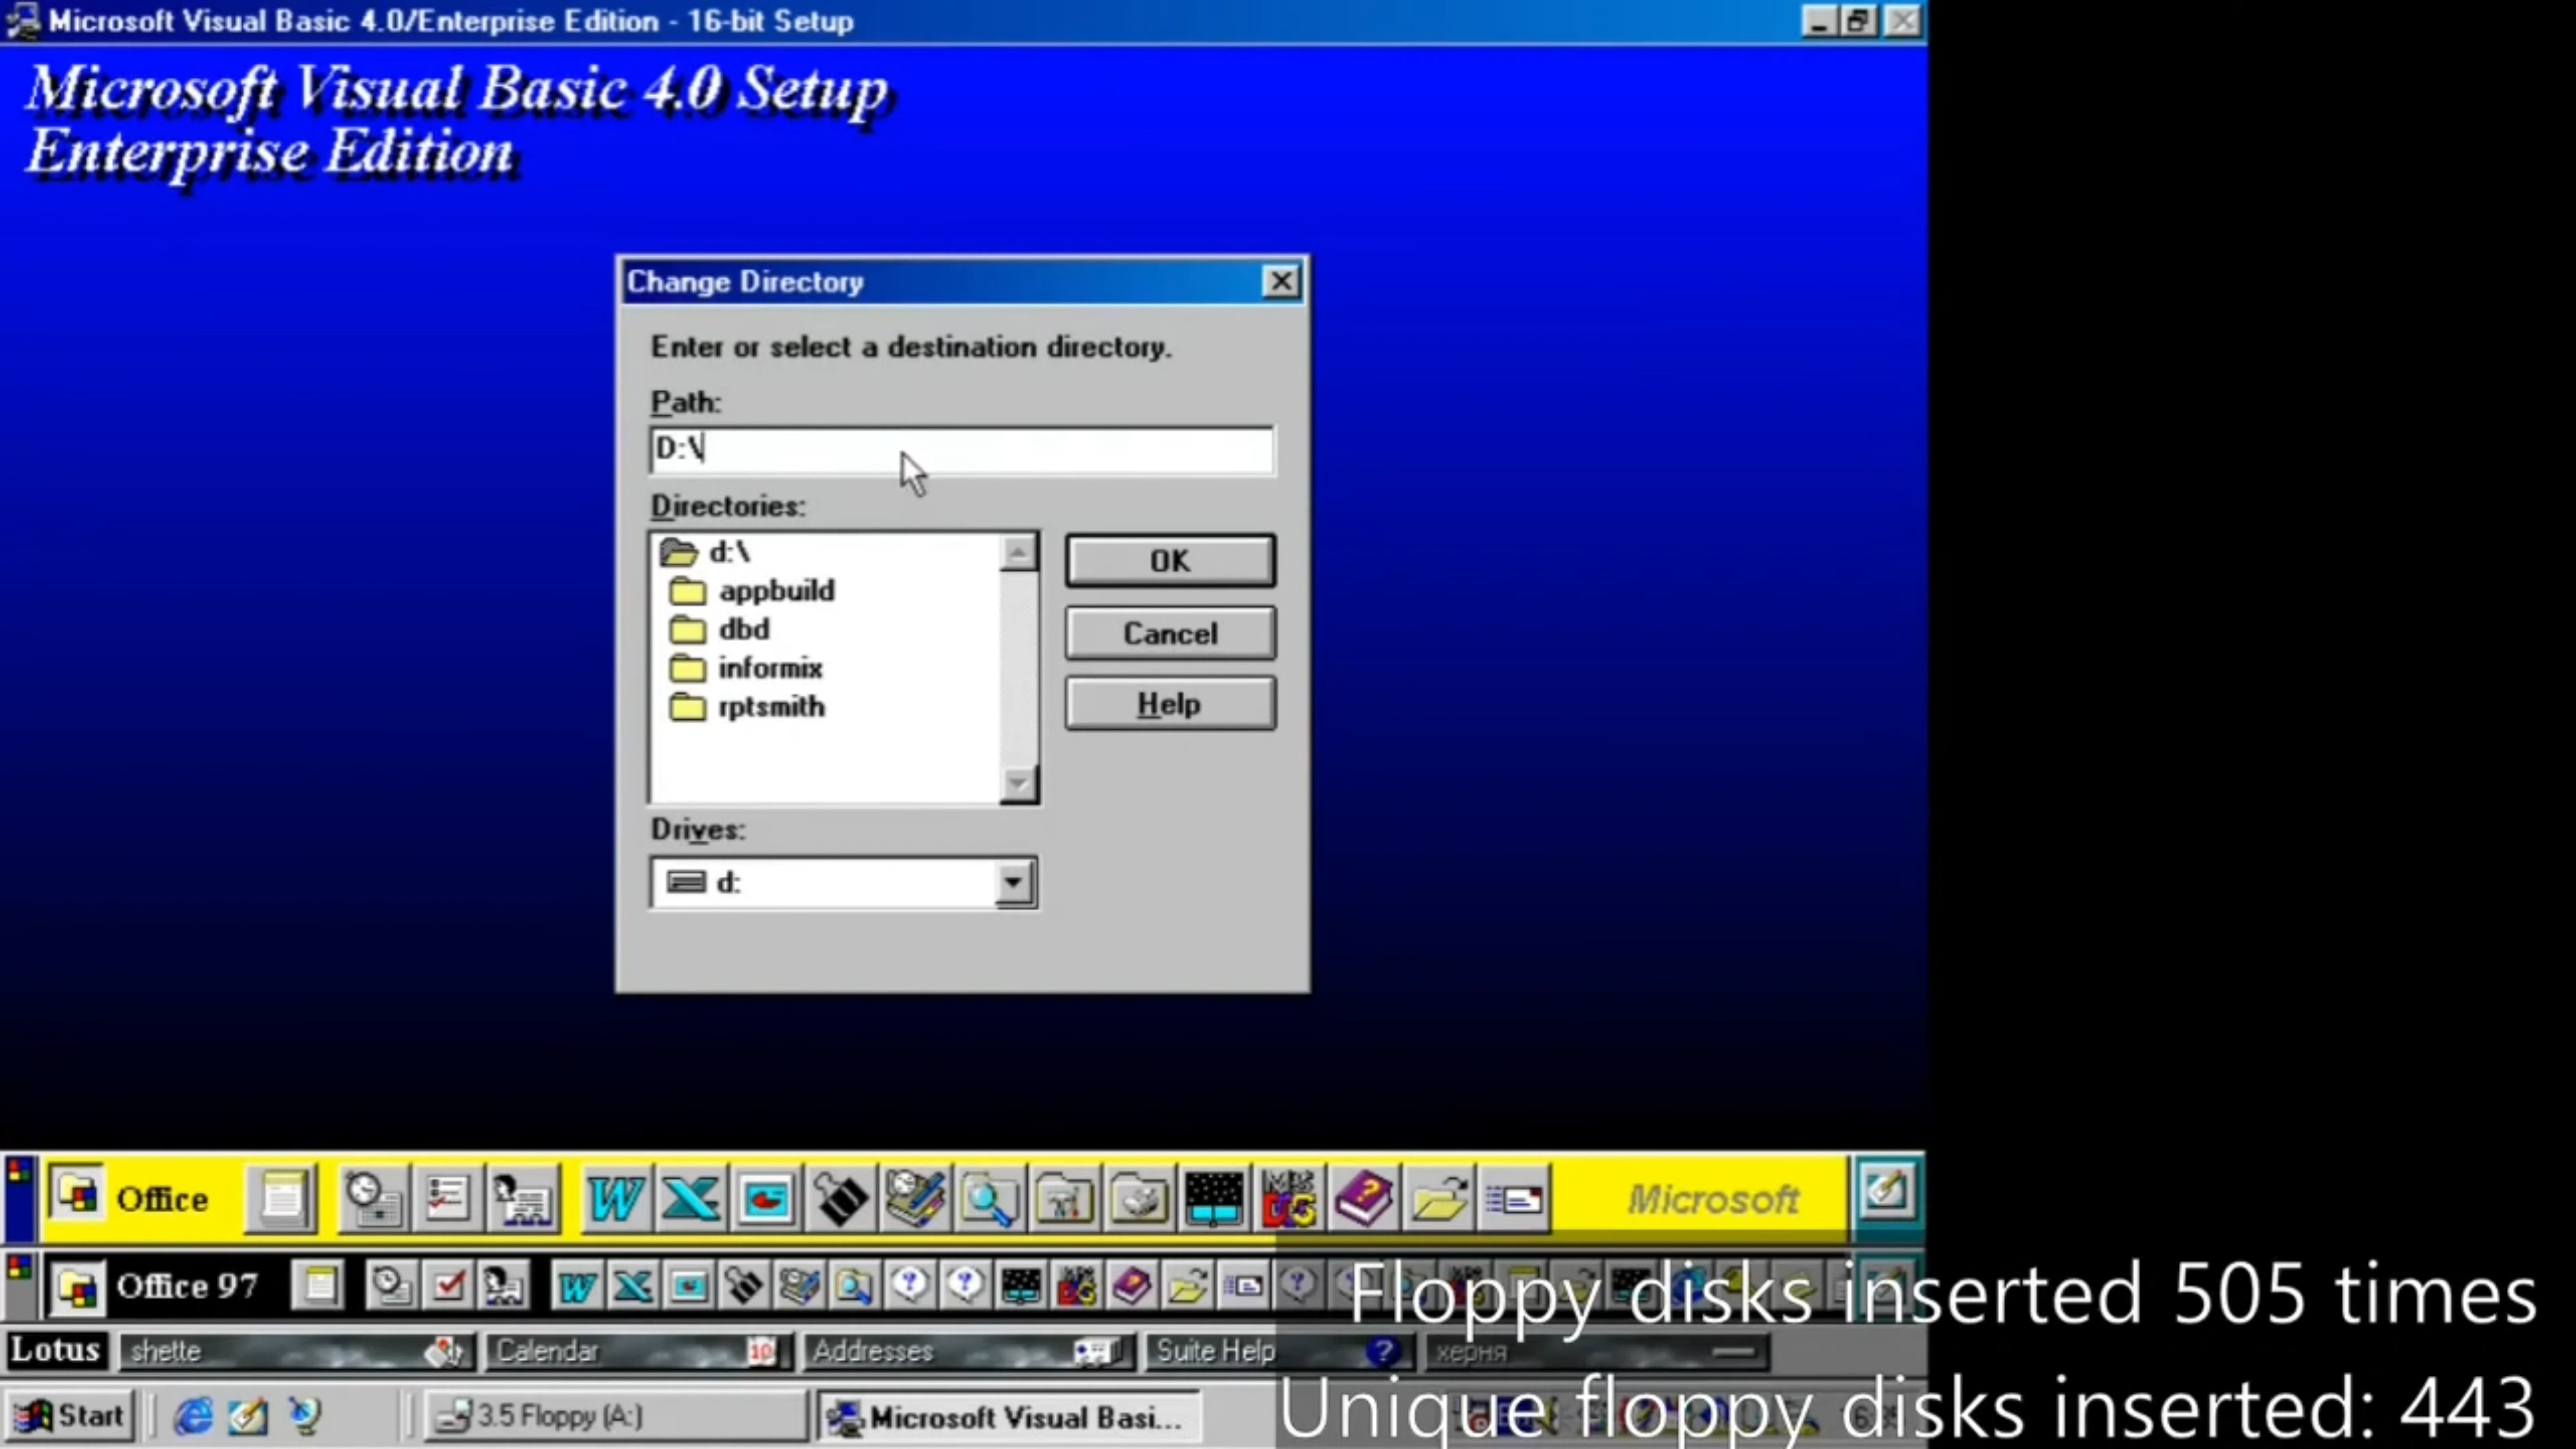 Microsoft Visual Basic 4.0/Enterprise Edition - 16-bit Setup
Microsoft Visual Basic 4.0 Setup
Enterprise Edition
Change Directory
Enter or select a destination directory.
Path:
D:\
Directories:
d:\
appbuild
dbd
informix
rptsmith
OK
Cancel
Help
Drives:
d:
Office
Microsoft
Office 97
Floppy disks inserted 505 times
Lotus shette Calendar 10 Addresses Suite Help херня
Start 3.5 Floppy (A:) Microsoft Visual Basi...
Unique floppy disks inserted: 443